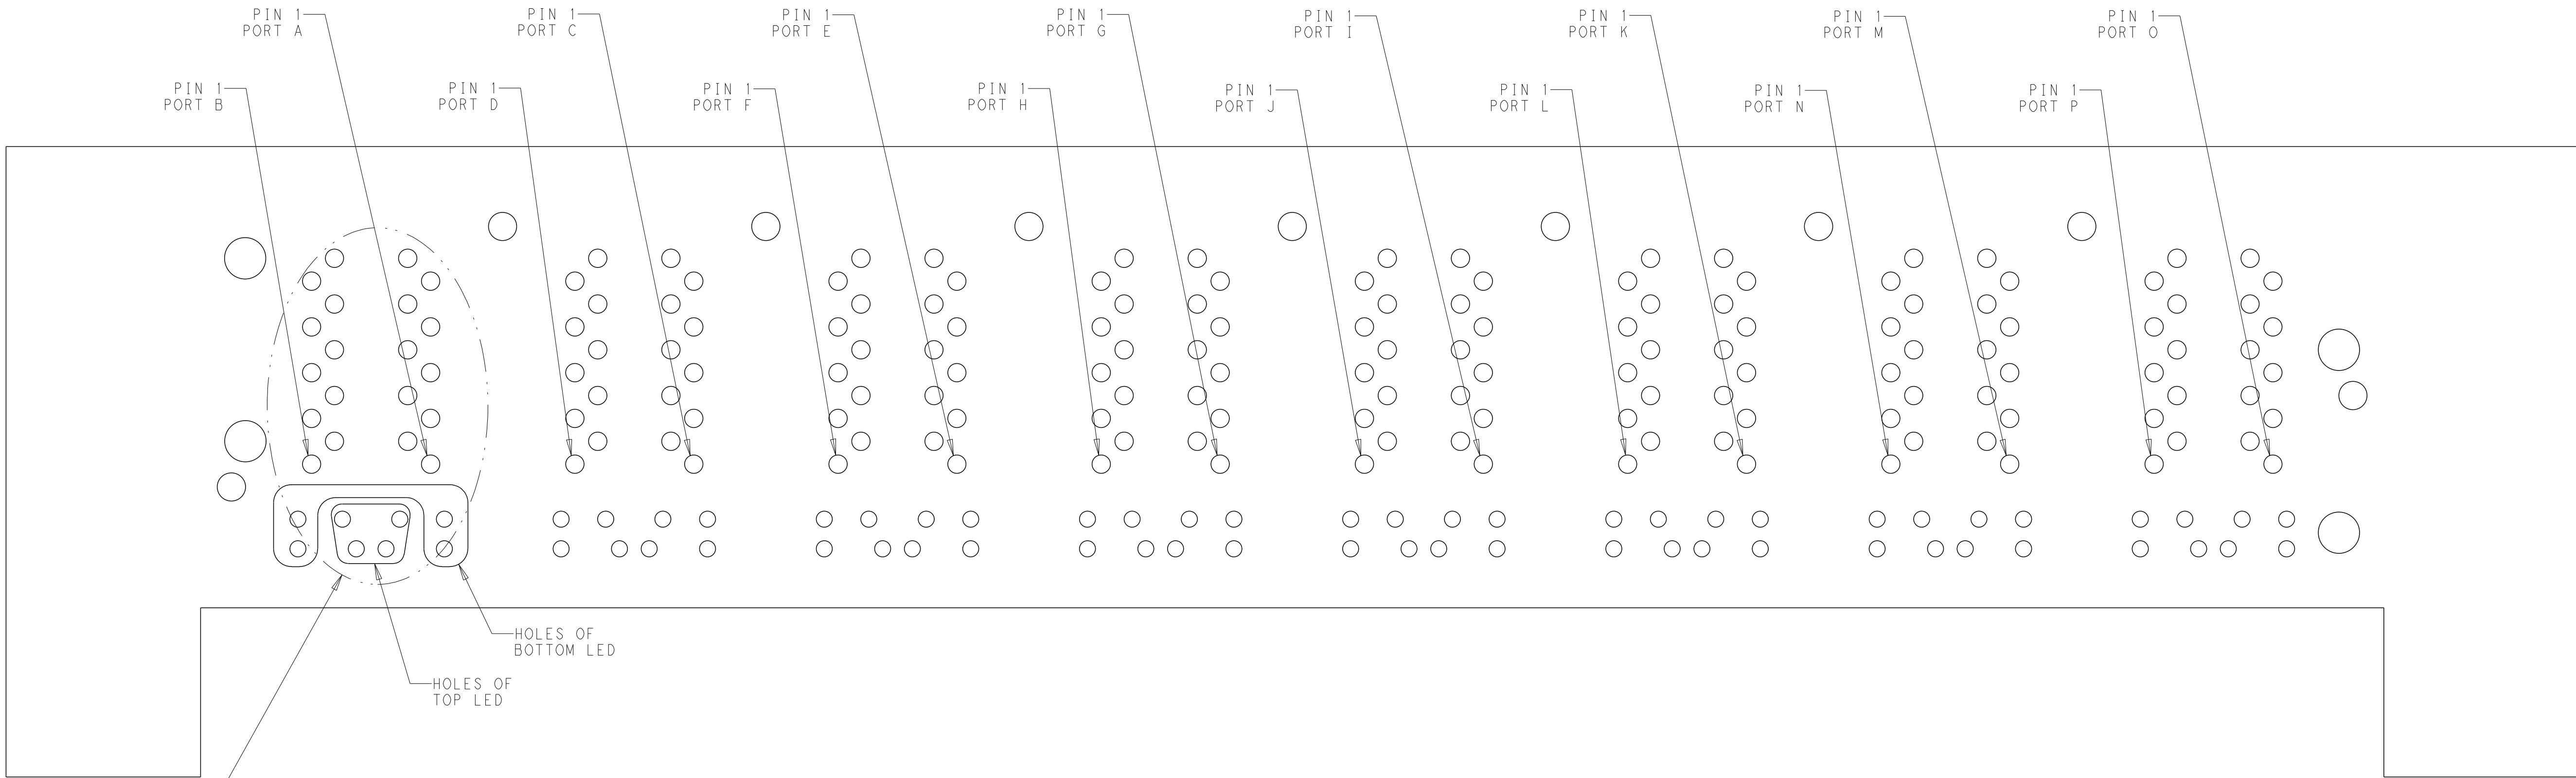 PIN 1
PORT A
PIN 1
PORT C
PIN 1
PORT E
PIN 1
PORT G
PIN 1
PORT I
PIN 1
PORT K
PIN 1
PORT M
PIN 1
PORT O
PIN 1
PORT B
PIN 1
PORT D
PIN 1
PORT F
PIN 1
PORT H
PIN 1
PORT J
PIN 1
PORT L
PIN 1
PORT N
PIN 1
PORT P
HOLES OF
BOTTOM LED
HOLES OF
TOP LED